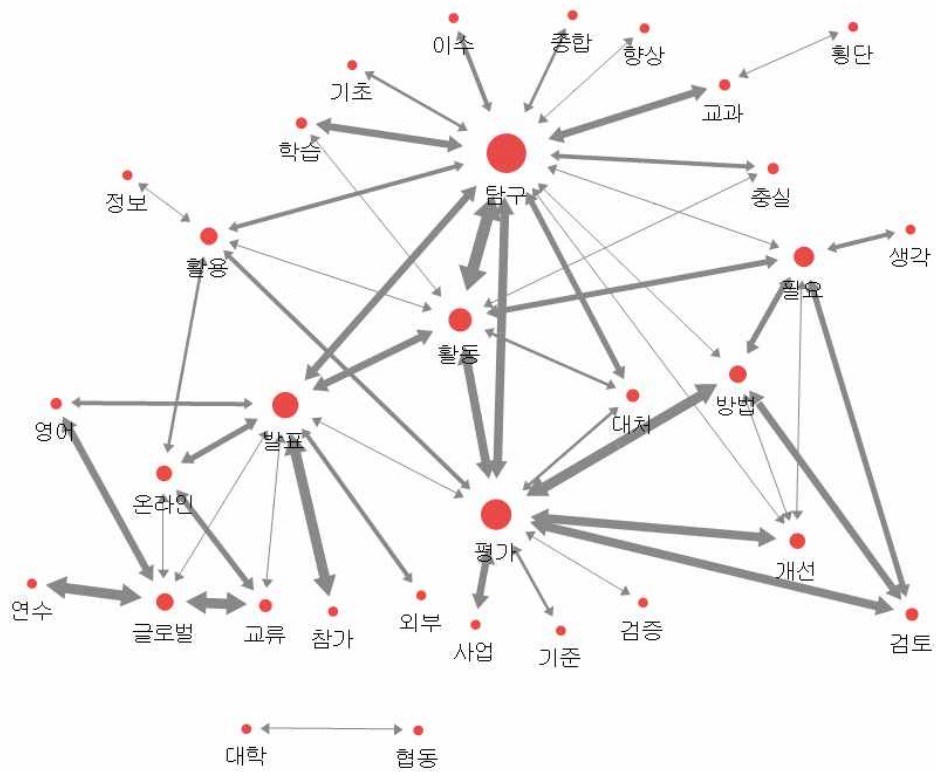 이수
종합
향상
횡단
기초
교과
학습
탐구
충실
정보
활용
생각
필요
활동
방법
대처
영어
발표
온라인
평가
개선
연수
글로벌
교류
참가
외부
사업
기준
검증
검토
대학
협동